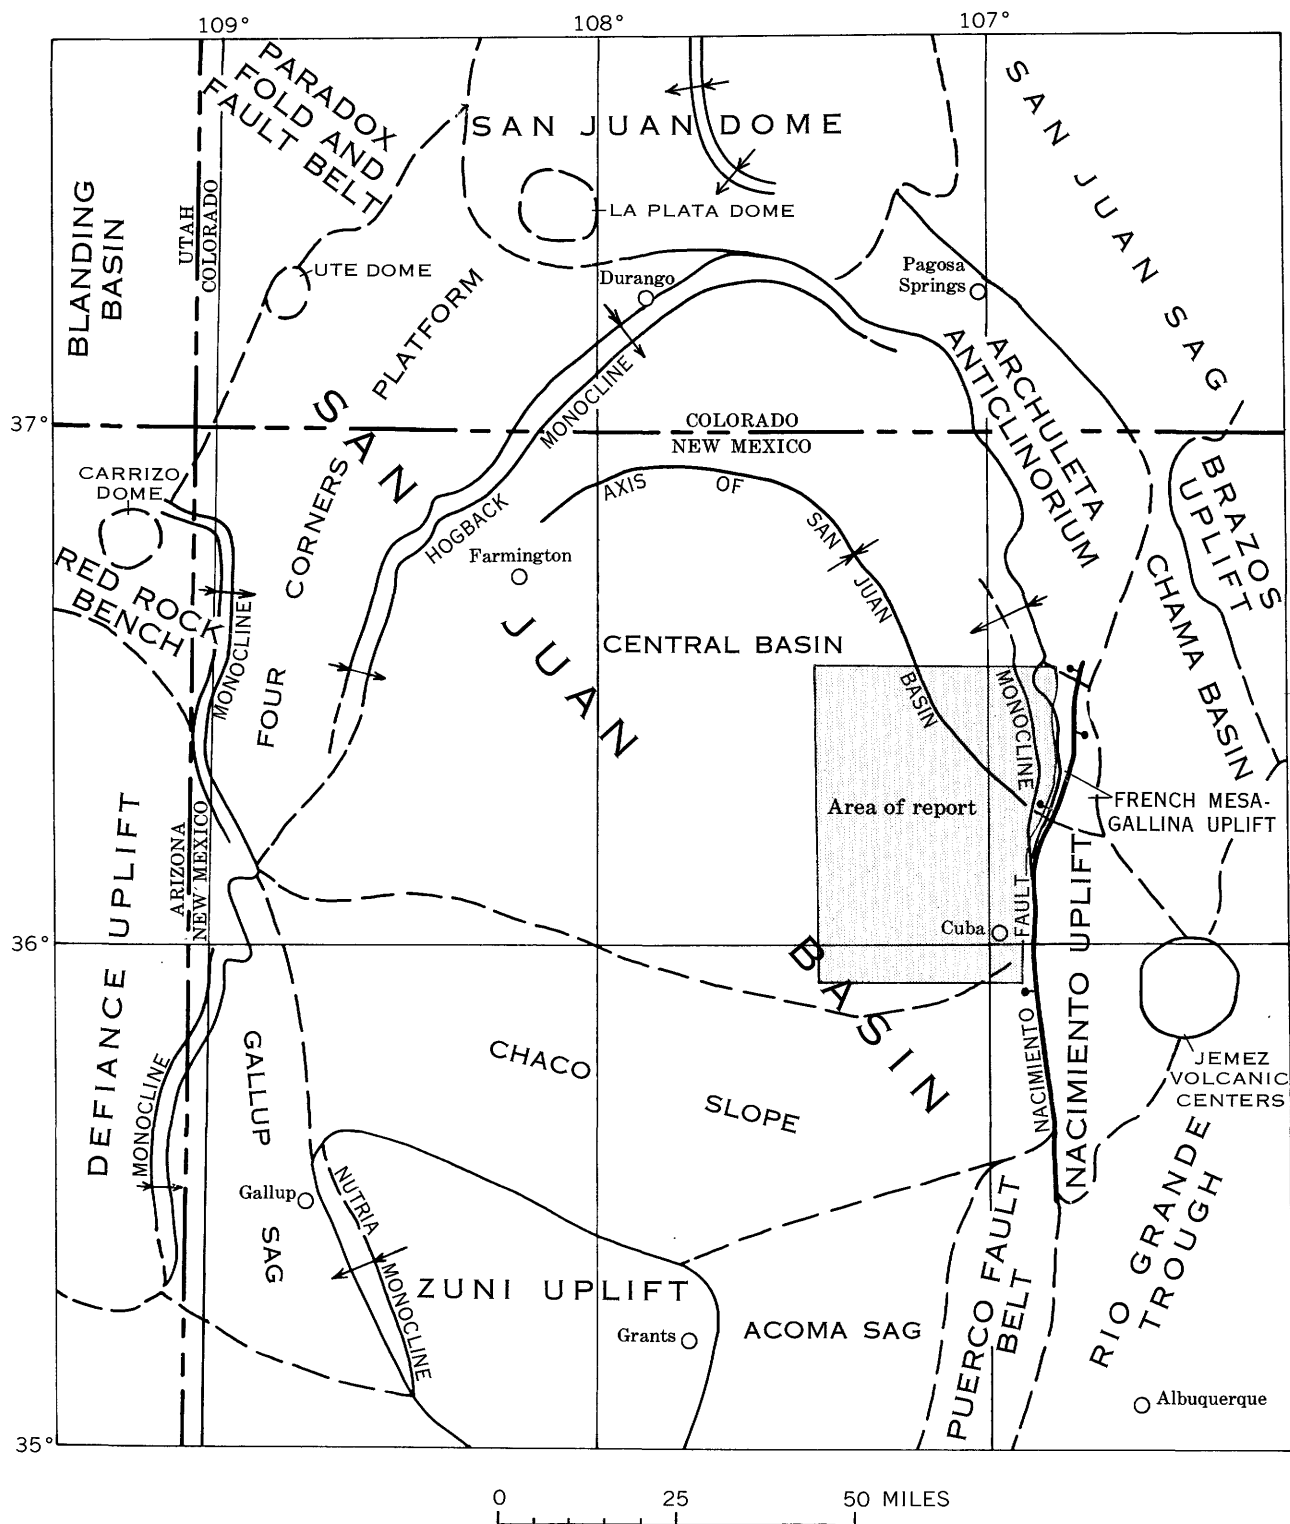 109°
108°
107°
PARADOX
FOLD AND
FAULT BELT
SAN JUAN DOME
SAN JUAN SAG
LA PLATA DOME
BLANDING
BASIN
UTAH
COLORADO
UTE DOME
Durango
Pagosa
Springs
FOUR CORNERS PLATFORM
ARCHULETA
ANTICLINORIUM
37°
COLORADO
NEW MEXICO
SAN JUAN BASIN
HOGBACK MONOCLINE
AXIS OF SAN JUAN BASIN
BRAZOS
UPLIFT
CARRIZO
DOME
Farmington
RED ROCK
BENCH
MONOCLINE
CHAMA BASIN
CENTRAL BASIN
MONOCLINE
Area of report
FRENCH MESA-
GALLINA UPLIFT
ARIZONA
NEW MEXICO
DEFIANCE UPLIFT
MONOCLINE
36°
Cuba
NACIMIENTO FAULT
NACIMIENTO UPLIFT
JEMEZ
VOLCANIC
CENTERS
GALLUP SAG
CHACO SLOPE
Gallup
NUTRIA MONOCLINE
ZUNI UPLIFT
Grants
ACOMA SAG
PUERCO FAULT
BELT
RIO GRANDE
TROUGH
Albuquerque
35°
0 25 50 MILES